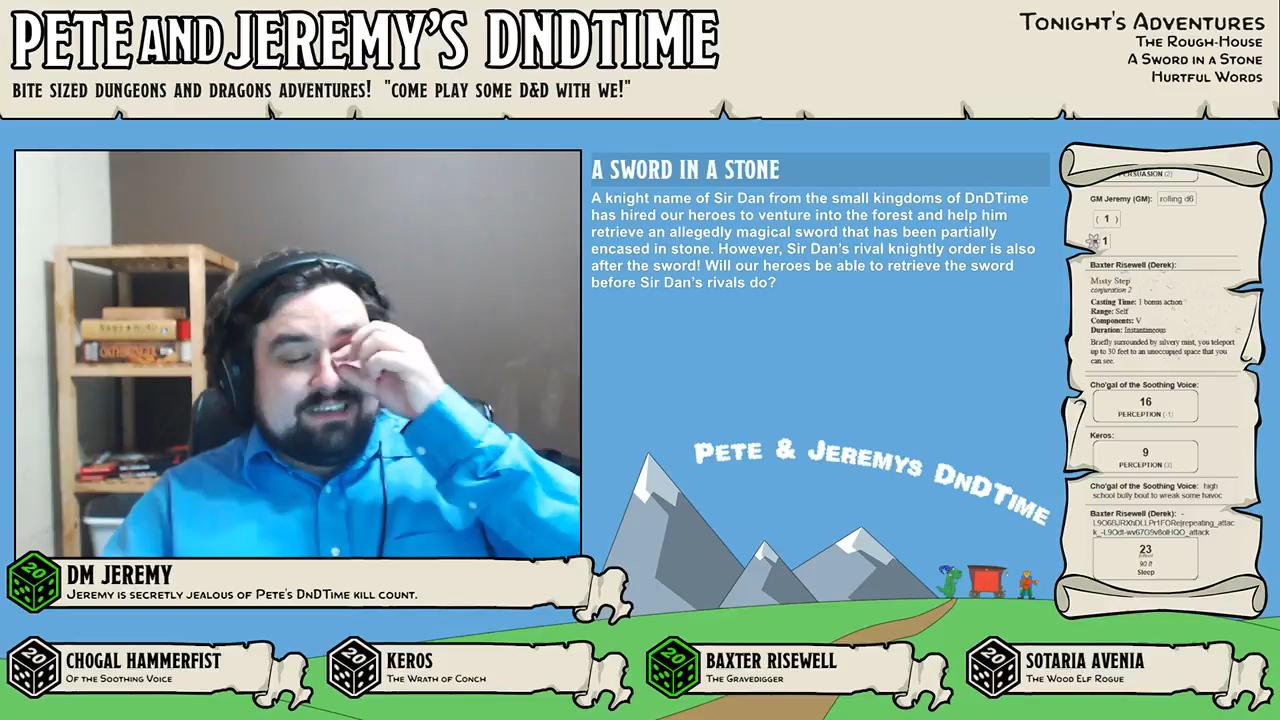 PETE AND JEREMY'S DNDTIME
BITE SIZED DUNGEONS AND DRAGONS ADVENTURES! "COME PLAY SOME D&D WITH WE!"
TONIGHT'S ADVENTURES
THE ROUGH-HOUSE
A SWORD IN A STONE
HURTFUL WORDS
A SWORD IN A STONE
A knight name of Sir Dan from the small kingdoms of DnDTime
has hired our heroes to venture into the forest and help him
retrieve an allegedly magical sword that has been partially
encased in stone. However, Sir Dan's rival knightly order is also
after the sword! Will our heroes be able to retrieve the sword
before Sir Dan's rivals do?
PETE & JEREMYS DNDTIME
PERSUASION (2)
GM Jeremy (GM): rolling d6
( 1 )
1
Baxter Risewell (Derek):
Misty Step
conjuration 2
Casting Time: 1 bonus action
Range: Self
Components: V
Duration: Instantaneous
Briefly surrounded by silvery mist, you teleport
up to 30 feet to an unoccupied space that you
can see.
Cho'gal of the Soothing Voice:
16
PERCEPTION (-1)
Keros:
9
PERCEPTION (3)
Cho'gal of the Soothing Voice: high
school bully bout to wreak some havoc
Baxter Risewell (Derek): -
23
90 ft
Sleep
20
DM JEREMY
JEREMY IS SECRETLY JEALOUS OF PETE'S DNDTIME KILL COUNT.
20
CHOGAL HAMMERFIST
OF THE SOOTHING VOICE
20
KEROS
THE WRATH OF CONCH
20
BAXTER RISEWELL
THE GRAVEDIGGER
20
SOTARIA AVENIA
THE WOOD ELF ROGUE